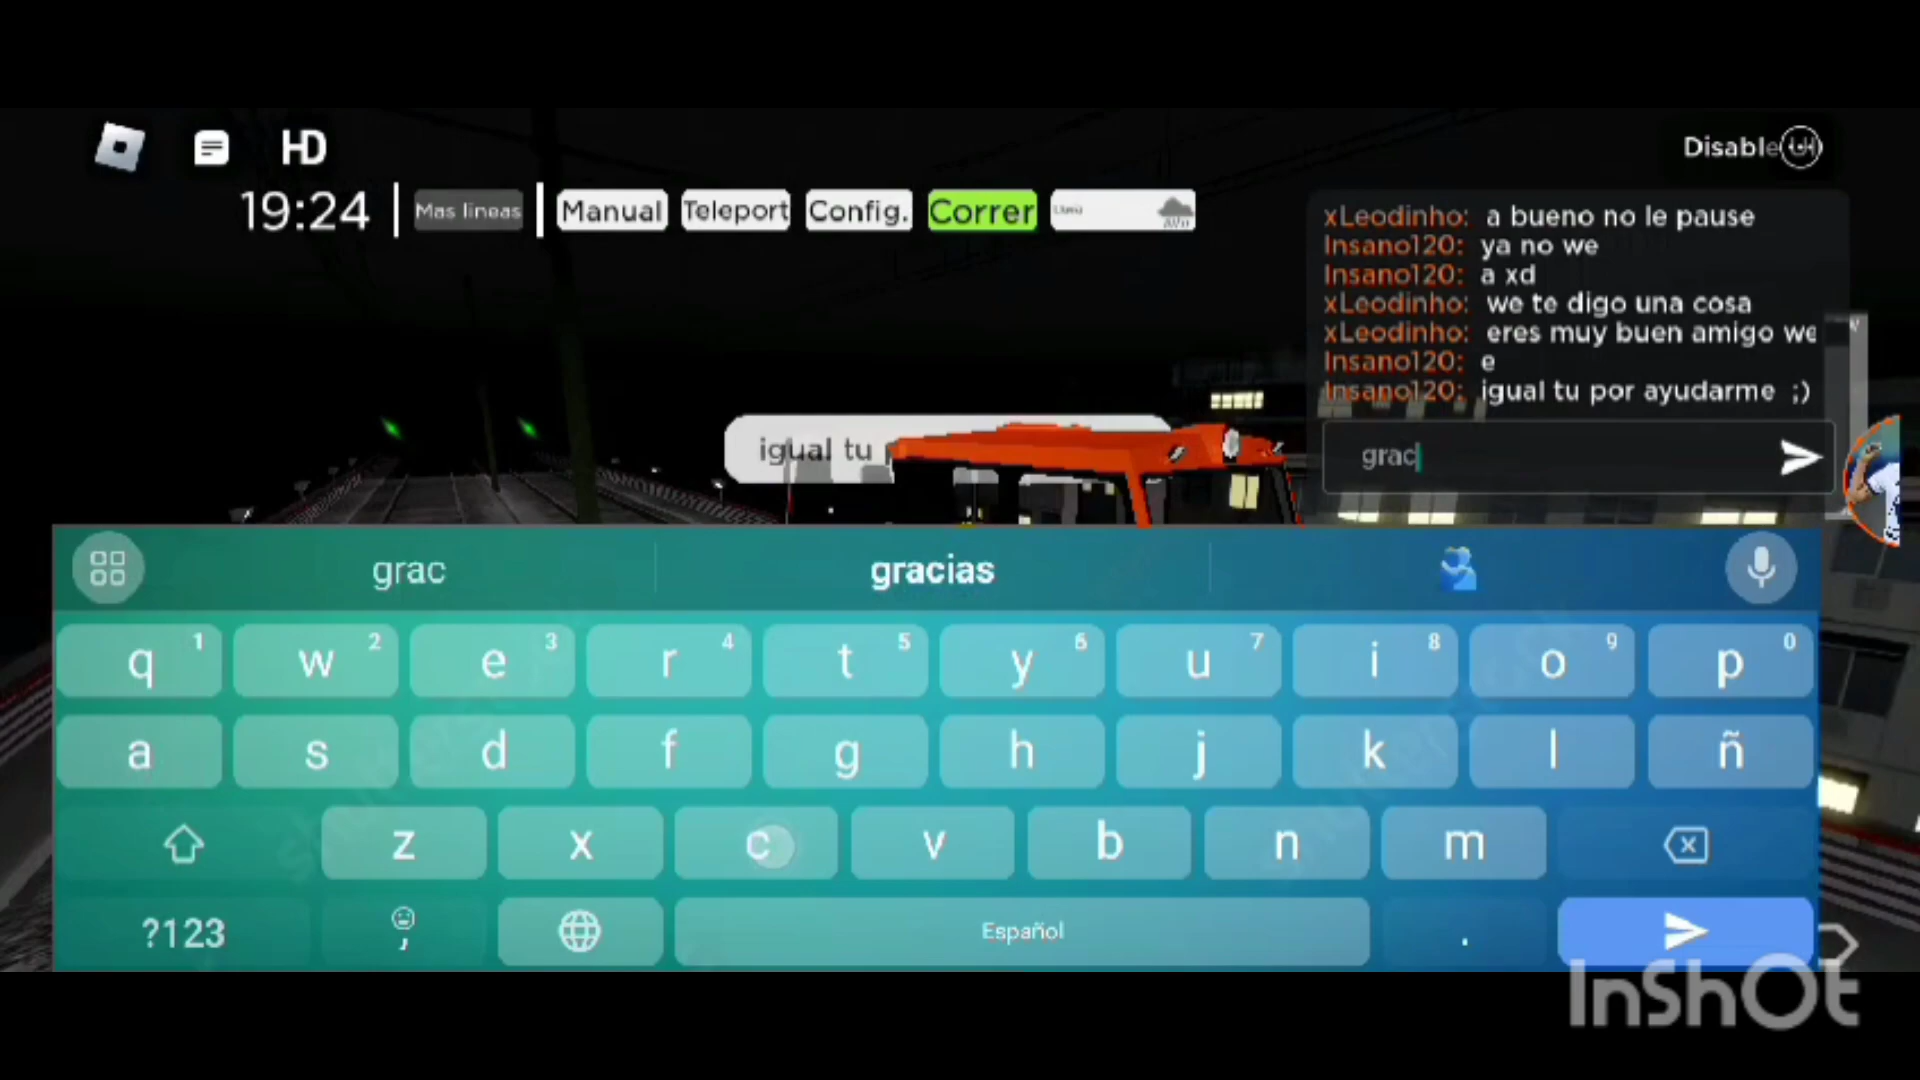 HD
Disable
19:24 | Mas lineas | Manual Teleport Config. Correr
xLeodinho: a bueno no le pause
Insano120: ya no we
Insano120: a xd
xLeodinho: we te digo una cosa
xLeodinho: eres muy buen amigo we
Insano120: e
Insano120: igual tu por ayudarme ;)
igual tu
grac
grac gracias
q 1 w 2 e 3 r 4 t 5 y 6 u 7 i 8 o 9 p 0
a s d f g h j k l ñ
z x c v b n m
?123 , Español .
InShOt